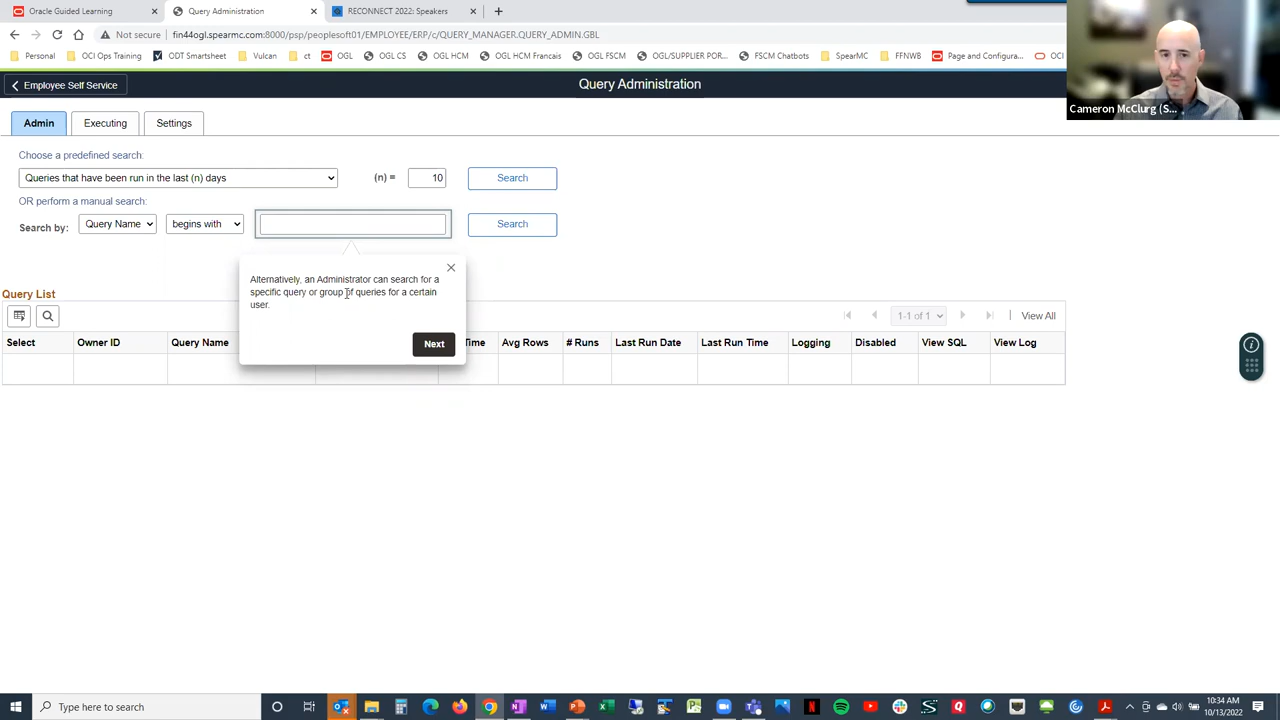 Oracle Guided Learning
Query Administration
RECONNECT 2022: Speakers
Not secure
fin44ogl.spearmc.com:8000/psp/peoplesoft01/EMPLOYEE/ERP/c/QUERY_MANAGER.QUERY_ADMIN.GBL
Personal
OCI Ops Training
ODT Smartsheet
Vulcan
ct
OGL
OGL CS
OGL HCM
OGL HCM Francais
OGL FSCM
OGL/SUPPLIER POR...
FSCM Chatbots
SpearMC
FFNWB
Page and Configura...
OCI
Employee Self Service
Query Administration
Cameron McClurg (S...
Admin
Executing
Settings
Choose a predefined search:
Queries that have been run in the last (n) days
(n) =
10
Search
OR perform a manual search:
Search by:
Query Name
begins with
Search
Alternatively, an Administrator can search for a
specific query or group of queries for a certain
user.
Next
Query List
1-1 of 1
View All
Select
Owner ID
Query Name
Time
Avg Rows
# Runs
Last Run Date
Last Run Time
Logging
Disabled
View SQL
View Log
Type here to search
10:34 AM
10/13/2022